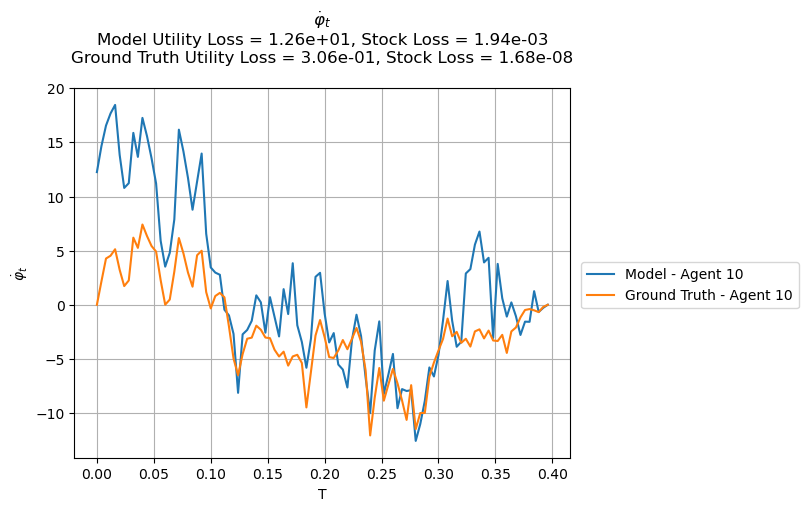 φ̇ₜ
Model Utility Loss = 1.26e+01, Stock Loss = 1.94e-03
Ground Truth Utility Loss = 3.06e-01, Stock Loss = 1.68e-08
20
15
10
5
0
−5
−10
φ̇ₜ
0.00 0.05 0.10 0.15 0.20 0.25 0.30 0.35 0.40
T
Model - Agent 10
Ground Truth - Agent 10